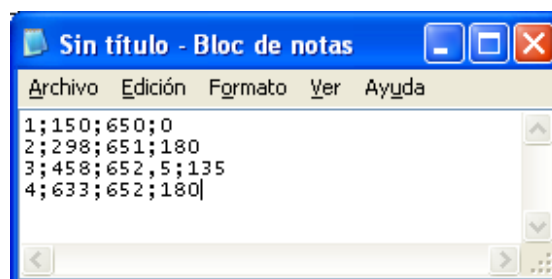 Sin título - Bloc de notas
Archivo Edición Formato Ver Ayuda
1;150;650;0
2;298;651;180
3;458;652,5;135
4;633;652;180